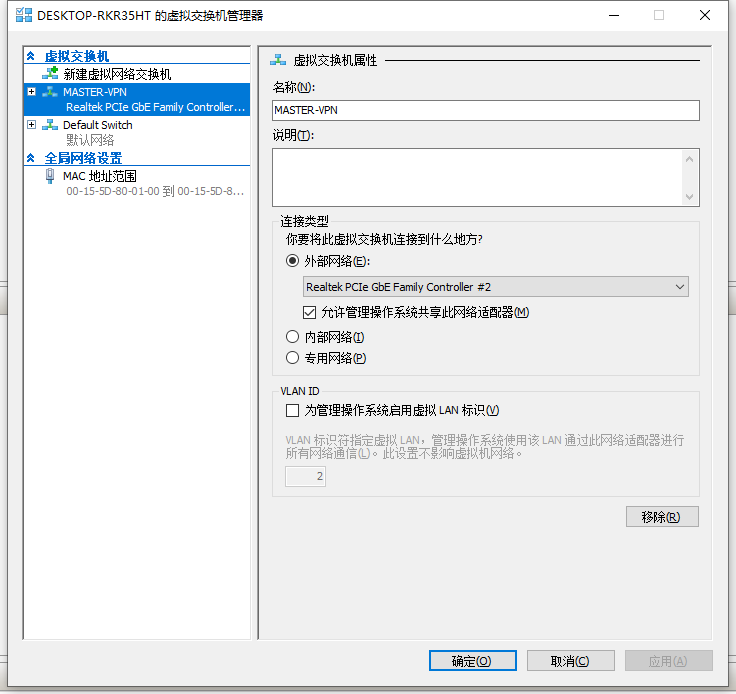 DESKTOP-RKR35HT 的虚拟交换机管理器
虚拟交换机
新建虚拟网络交换机
MASTER-VPN
Realtek PCIe GbE Family Controller...
Default Switch
默认网络
全局网络设置
MAC 地址范围
00-15-5D-80-01-00 到 00-15-5D-8...
虚拟交换机属性
名称(N):
MASTER-VPN
说明(T):
连接类型
你要将此虚拟交换机连接到什么地方?
外部网络(E):
Realtek PCIe GbE Family Controller #2
允许管理操作系统共享此网络适配器(M)
内部网络(I)
专用网络(P)
VLAN ID
为管理操作系统启用虚拟 LAN 标识(V)
VLAN 标识符指定虚拟 LAN，管理操作系统使用该 LAN 通过此网络适配器进行
所有网络通信(L)。此设置不影响虚拟机网络。
2
移除(R)
确定(O)
取消(C)
应用(A)